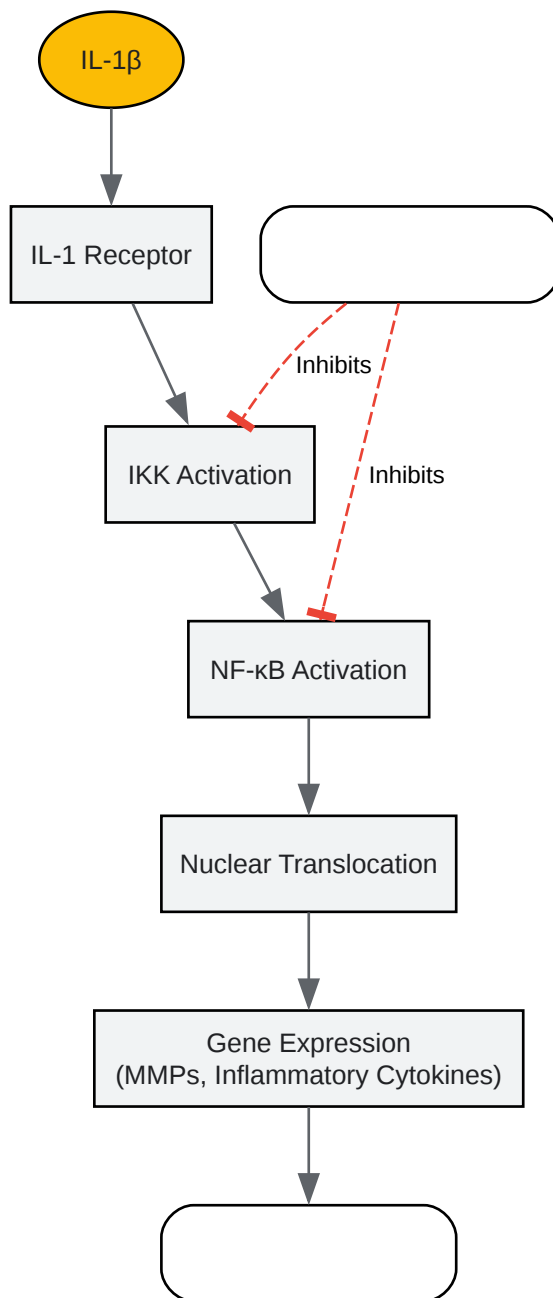 IL-1β
IL-1 Receptor
Inhibits
IKK Activation
Inhibits
NF-κB Activation
Nuclear Translocation
Gene Expression
(MMPs, Inflammatory Cytokines)